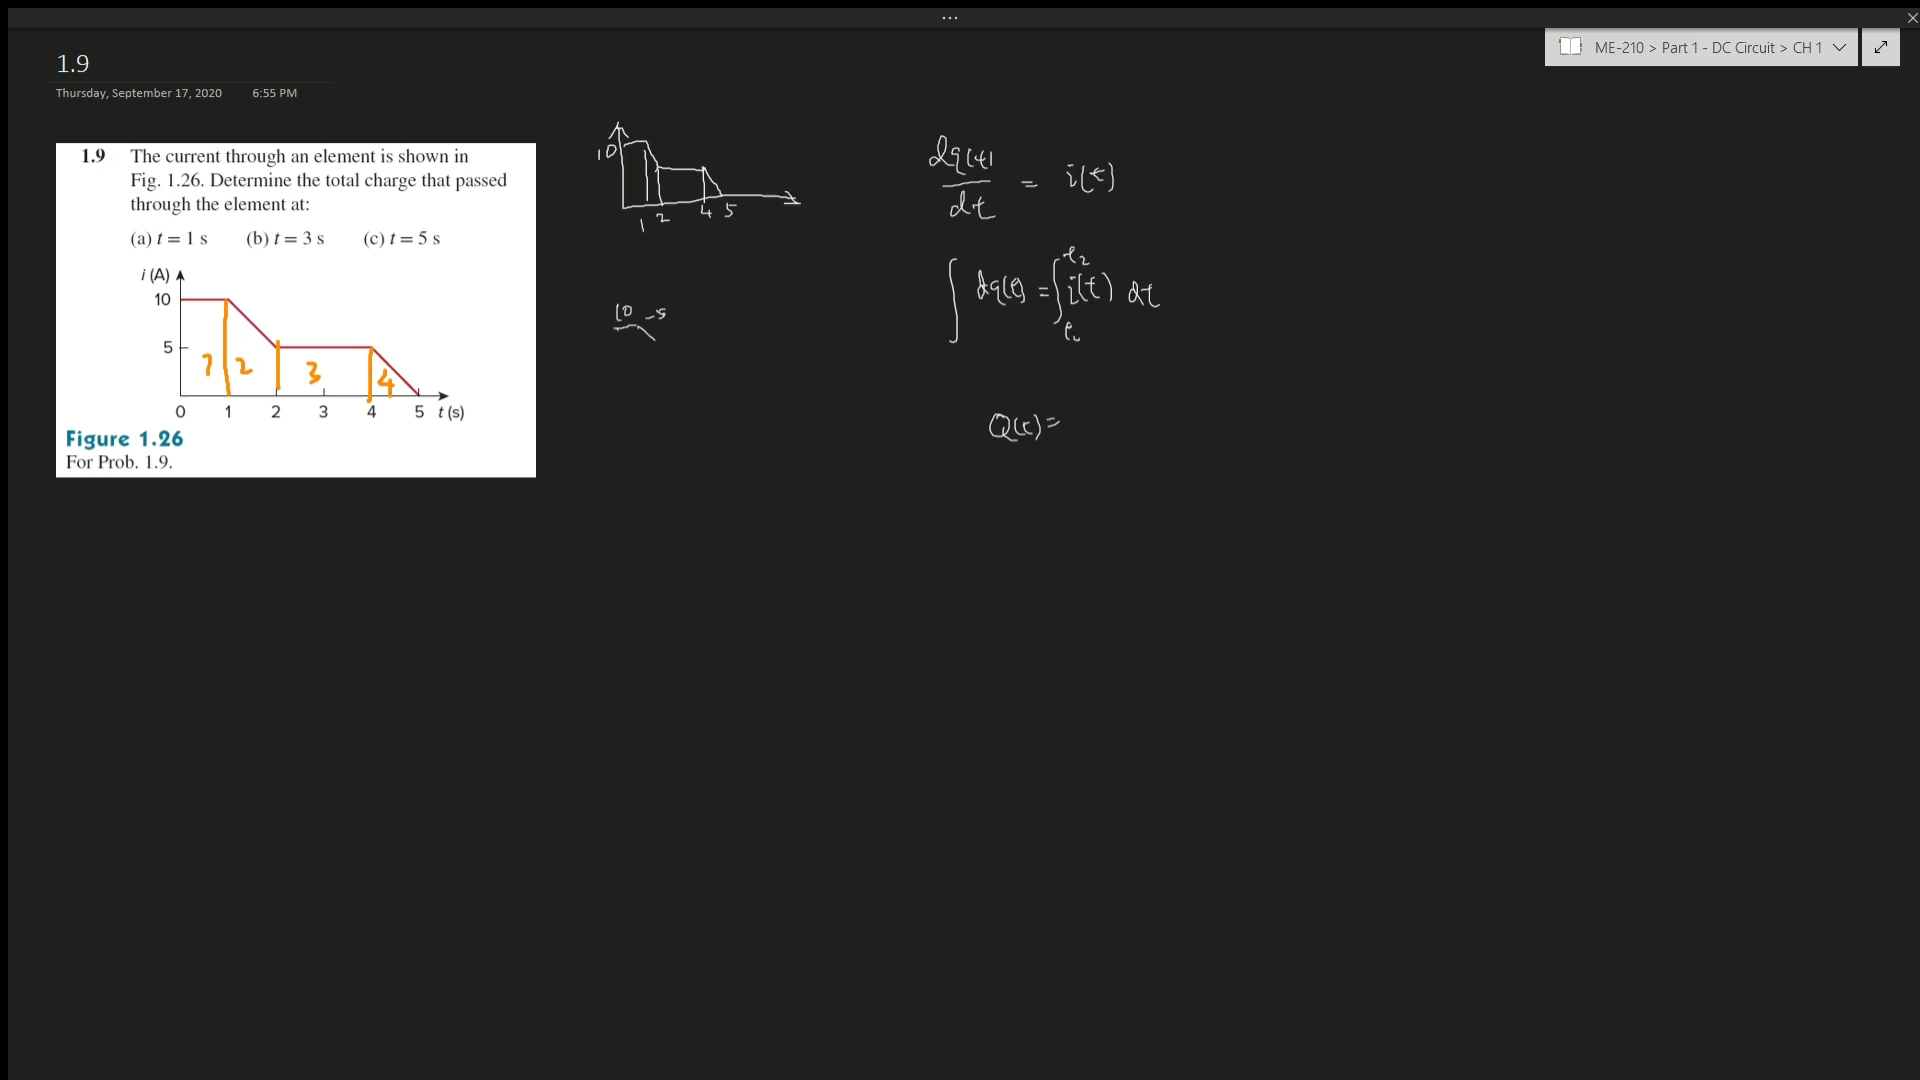 ...
×
ME-210 > Part 1 - DC Circuit > CH 1
1.9
Thursday, September 17, 2020 6:55 PM
1.9 The current through an element is shown in
Fig. 1.26. Determine the total charge that passed
through the element at:
(a) t = 1 s (b) t = 3 s (c) t = 5 s
i (A)
10
5
1 2 3 4
0 1 2 3 4 5 t (s)
Figure 1.26
For Prob. 1.9.
10
1 2 4 5
10 -5
dq(t)
dt
= i(t)
∫ dq(t) = ∫ i(t) dt
Q(t) =